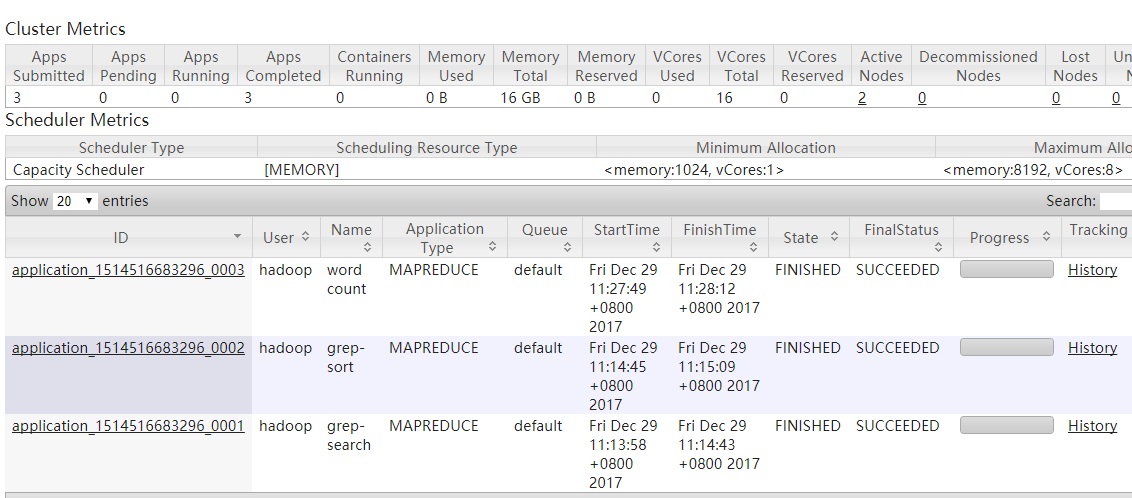 Cluster Metrics
Apps Submitted Apps Pending Apps Running Apps Completed Containers Running Memory Used Memory Total Memory Reserved VCores Used VCores Total VCores Reserved Active Nodes Decommissioned Nodes Lost Nodes
3 0 0 3 0 0 B 16 GB 0 B 0 16 0 2 0 0 0
Scheduler Metrics
Scheduler Type Scheduling Resource Type Minimum Allocation Maximum Allo
Capacity Scheduler [MEMORY] <memory:1024, vCores:1> <memory:8192, vCores:8>
Show 20 entries Search:
ID User Name Application Type Queue StartTime FinishTime State FinalStatus Progress Tracking
application_1514516683296_0003 hadoop word count MAPREDUCE default Fri Dec 29 11:27:49 +0800 2017 Fri Dec 29 11:28:12 +0800 2017 FINISHED SUCCEEDED History
application_1514516683296_0002 hadoop grep-sort MAPREDUCE default Fri Dec 29 11:14:45 +0800 2017 Fri Dec 29 11:15:09 +0800 2017 FINISHED SUCCEEDED History
application_1514516683296_0001 hadoop grep-search MAPREDUCE default Fri Dec 29 11:13:58 +0800 2017 Fri Dec 29 11:14:43 +0800 2017 FINISHED SUCCEEDED History